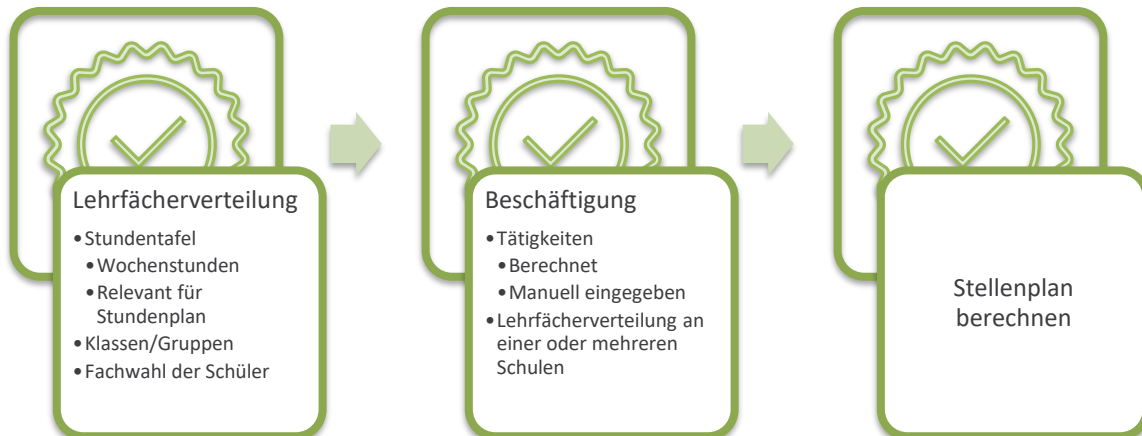 Lehrfächerverteilung
•Stundentafel
•Wochenstunden
•Relevant für
Stundenplan
•Klassen/Gruppen
•Fachwahl der Schüler
Beschäftigung
•Tätigkeiten
•Berechnet
•Manuell eingegeben
•Lehrfächerverteilung an
einer oder mehreren
Schulen
Stellenplan
berechnen